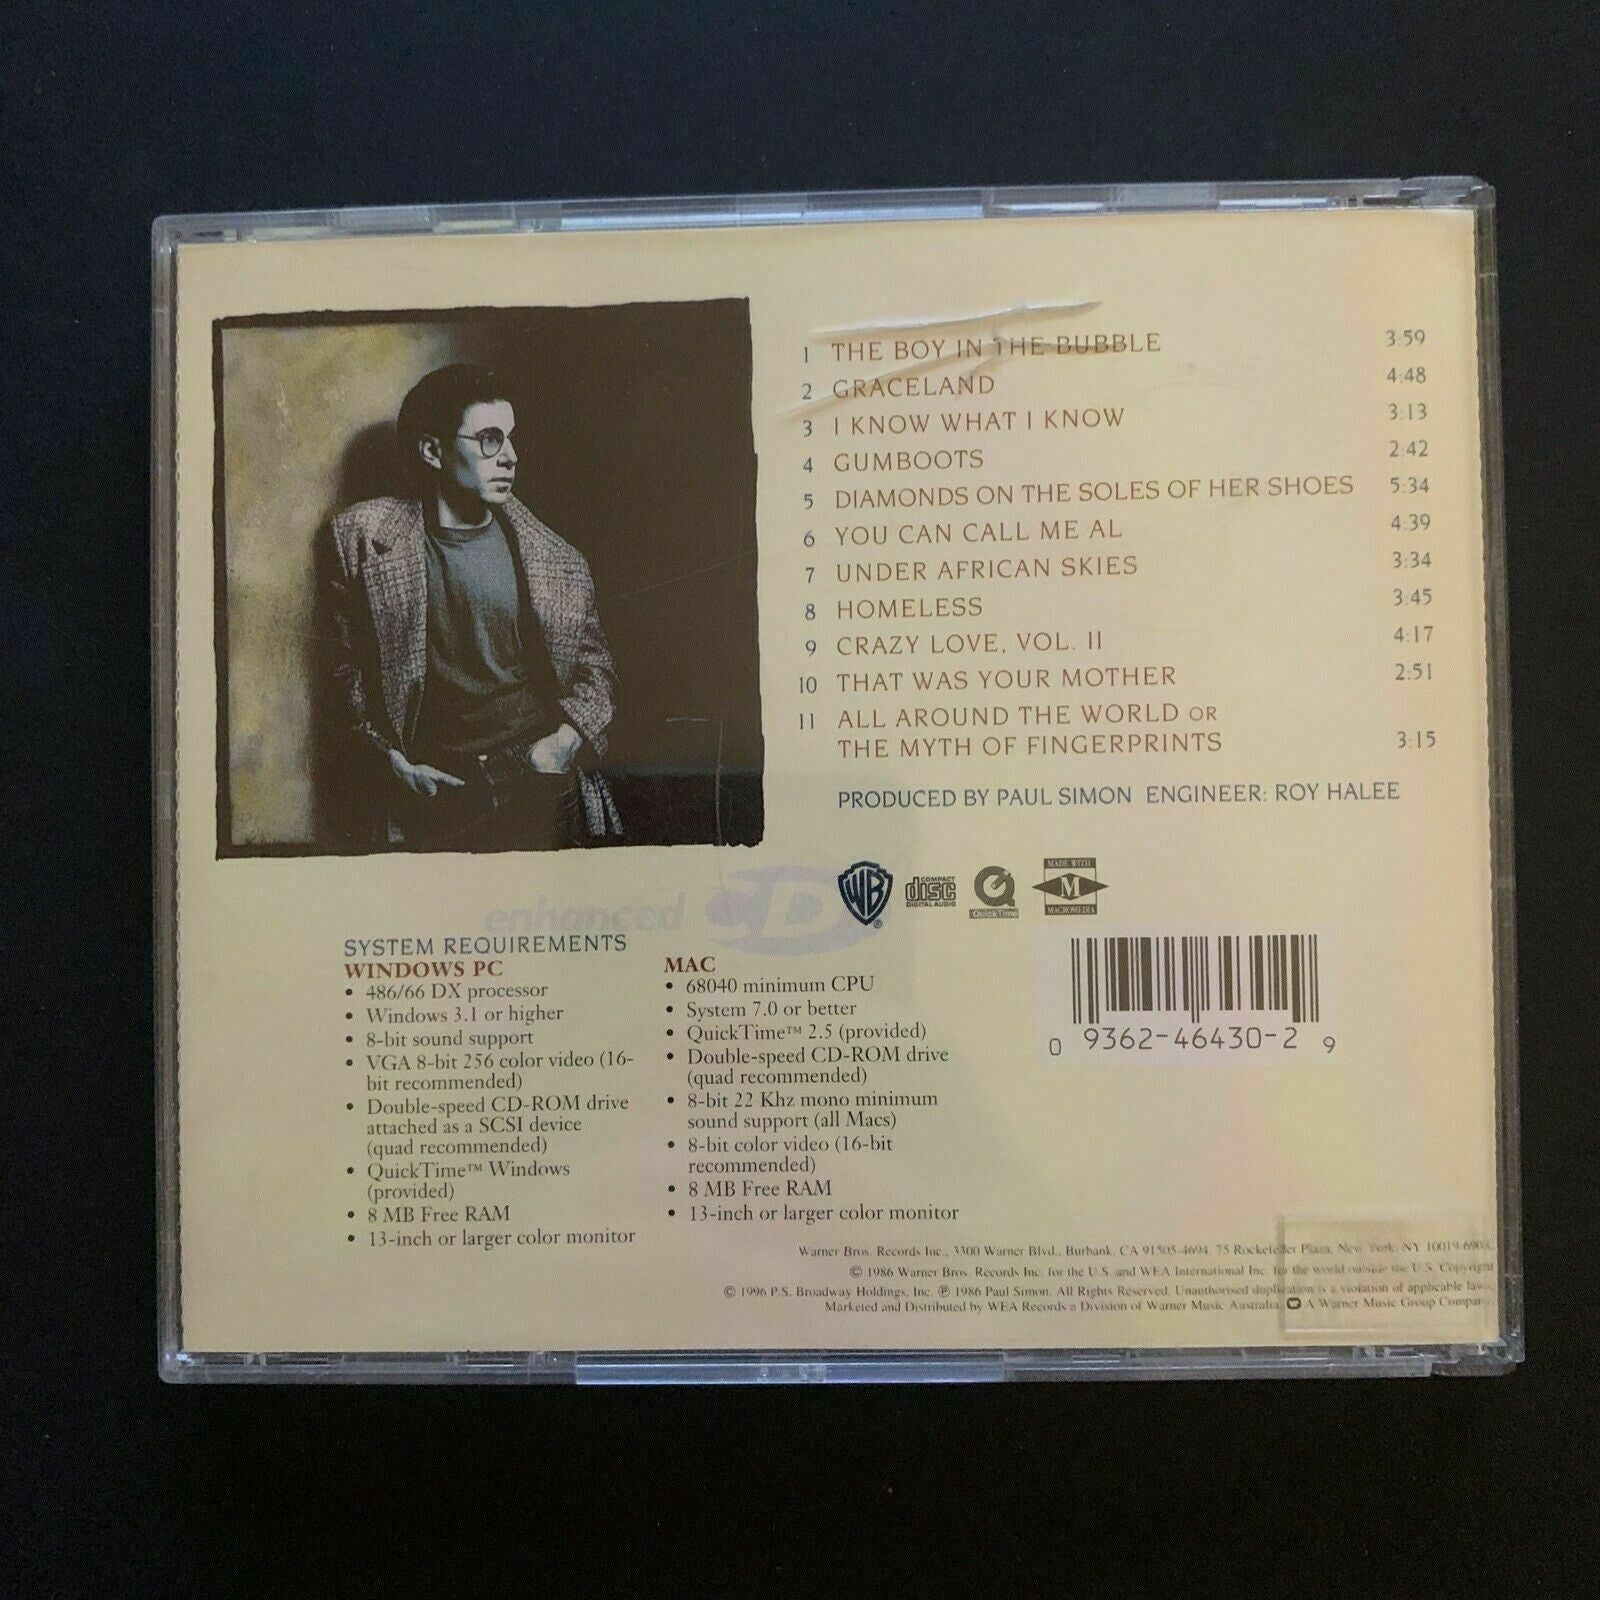 1 THE BOY IN THE BUBBLE 3:59
2 GRACELAND 4:48
3 I KNOW WHAT I KNOW 3:13
4 GUMBOOTS 2:42
5 DIAMONDS ON THE SOLES OF HER SHOES 5:34
6 YOU CAN CALL ME AL 4:39
7 UNDER AFRICAN SKIES 3:34
8 HOMELESS 3:45
9 CRAZY LOVE, VOL. II 4:17
10 THAT WAS YOUR MOTHER 2:51
11 ALL AROUND THE WORLD OR
THE MYTH OF FINGERPRINTS 3:15
PRODUCED BY PAUL SIMON ENGINEER: ROY HALEE
WB
COMPACT
disc
DIGITAL AUDIO
QuickTime
MADE WITH
M
MACROMEDIA
enhanced CD
SYSTEM REQUIREMENTS
WINDOWS PC
• 486/66 DX processor
• Windows 3.1 or higher
• 8-bit sound support
• VGA 8-bit 256 color video (16-
bit recommended)
• Double-speed CD-ROM drive
attached as a SCSI device
(quad recommended)
• QuickTime™ Windows
(provided)
• 8 MB Free RAM
• 13-inch or larger color monitor
MAC
• 68040 minimum CPU
• System 7.0 or better
• QuickTime™ 2.5 (provided)
• Double-speed CD-ROM drive
(quad recommended)
• 8-bit 22 Khz mono minimum
sound support (all Macs)
• 8-bit color video (16-bit
recommended)
• 8 MB Free RAM
• 13-inch or larger color monitor
0 9362-46430-2 9
Warner Bros. Records Inc., 3300 Warner Blvd., Burbank, CA 91505-4694. 75 Rockefeller Plaza, New York, NY 10019-6908.
© 1986 Warner Bros. Records Inc. for the U.S. and WEA International Inc. for the world outside the U.S. Copyright
© 1996 P.S. Broadway Holdings, Inc. ℗ 1986 Paul Simon. All Rights Reserved. Unauthorised duplication is a violation of applicable laws.
Marketed and Distributed by WEA Records a Division of Warner Music Australia. A Warner Music Group Company